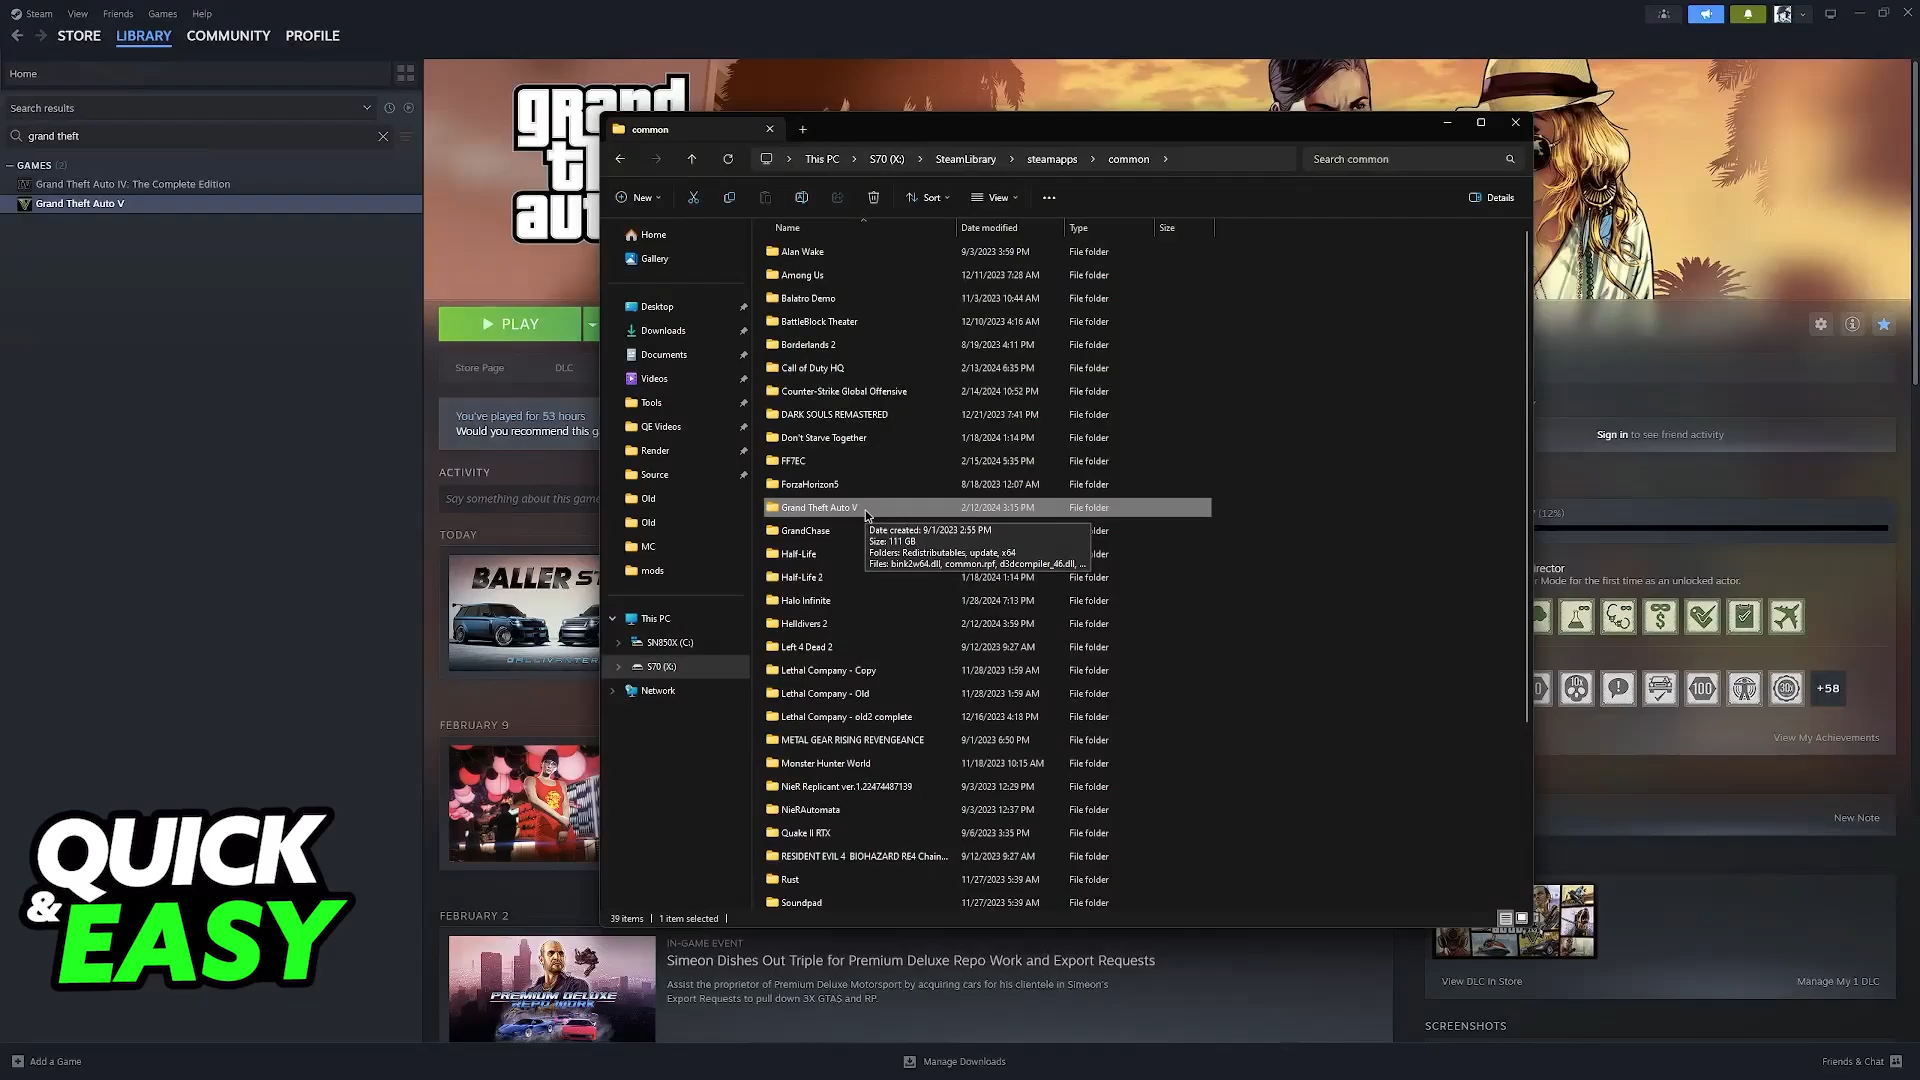 Steam View Friends Games Help
STORE LIBRARY COMMUNITY PROFILE
Home
Search results
grand theft
GAMES (2)
Grand Theft Auto IV: The Complete Edition
Grand Theft Auto V
grand
PLAY
Store Page DLC
You've played for 53 hours
Would you recommend this g
ACTIVITY
Say something about this game
TODAY
BALLER ST
FEBRUARY 9
FEBRUARY 2
PREMIUM DELUXE
REPO WORK
IN-GAME EVENT
Simeon Dishes Out Triple for Premium Deluxe Repo Work and Export Requests
Assist the proprietor of Premium Deluxe Motorsport by acquiring cars for his clientele in Simeon's
Export Requests to pull down 3X GTA$ and RP.
common
This PC S70 (X:) SteamLibrary steamapps common
Search common
New Sort View Details
Home
Gallery
Desktop
Downloads
Documents
Videos
Tools
QE Videos
Render
Source
Old
Old
MC
mods
This PC
SN850X (C:)
S70 (X:)
Network
Name Date modified Type Size
Alan Wake 9/3/2023 3:59 PM File folder
Among Us 12/11/2023 7:28 AM File folder
Balatro Demo 11/3/2023 10:44 AM File folder
BattleBlock Theater 12/10/2023 4:16 AM File folder
Borderlands 2 8/19/2023 4:11 PM File folder
Call of Duty HQ 2/13/2024 6:35 PM File folder
Counter-Strike Global Offensive 2/14/2024 10:52 PM File folder
DARK SOULS REMASTERED 12/21/2023 7:41 PM File folder
Don't Starve Together 1/18/2024 1:14 PM File folder
FF7EC 2/15/2024 5:35 PM File folder
ForzaHorizon5 8/18/2023 12:07 AM File folder
Grand Theft Auto V 2/12/2024 3:15 PM File folder
GrandChase lder
Half-Life lder
Half-Life 2 1/18/2024 1:14 PM File folder
Halo Infinite 1/28/2024 7:13 PM File folder
Helldivers 2 2/12/2024 3:59 PM File folder
Left 4 Dead 2 9/12/2023 9:27 AM File folder
Lethal Company - Copy 11/28/2023 1:59 AM File folder
Lethal Company - Old 11/28/2023 1:59 AM File folder
Lethal Company - old2 complete 12/16/2023 4:18 PM File folder
METAL GEAR RISING REVENGEANCE 9/1/2023 6:50 PM File folder
Monster Hunter World 11/18/2023 10:15 AM File folder
NieR Replicant ver.1.22474487139 9/3/2023 12:29 PM File folder
NieRAutomata 9/3/2023 12:37 PM File folder
Quake II RTX 9/6/2023 3:35 PM File folder
RESIDENT EVIL 4 BIOHAZARD RE4 Chain... 9/12/2023 9:27 AM File folder
Rust 11/27/2023 5:39 AM File folder
Soundpad 11/27/2023 5:39 AM File folder
Date created: 9/1/2023 2:55 PM
Size: 111 GB
Folders: Redistributables, update, x64
Files: bink2w64.dll, common.rpf, d3dcompiler_46.dll, ...
39 items 1 item selected
Sign in to see friend activity
(12%)
irector
Mode for the first time as an unlocked actor.
10x
100
30x
+58
View My Achievements
New Note
View DLC In Store Manage My 1 DLC
SCREENSHOTS
QUICK
& EASY
Add a Game Manage Downloads Friends & Chat